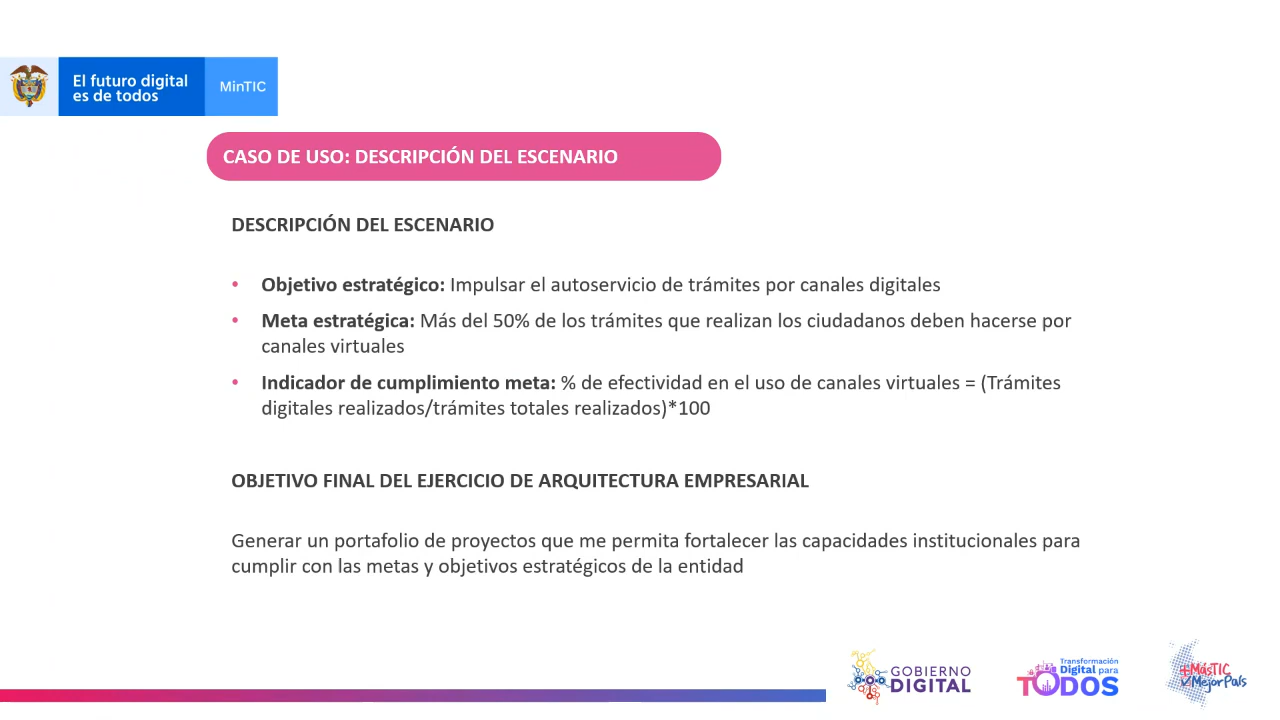 El futuro digital
es de todos
MinTIC
CASO DE USO: DESCRIPCIÓN DEL ESCENARIO
DESCRIPCIÓN DEL ESCENARIO
• Objetivo estratégico: Impulsar el autoservicio de trámites por canales digitales
• Meta estratégica: Más del 50% de los trámites que realizan los ciudadanos deben hacerse por
canales virtuales
• Indicador de cumplimiento meta: % de efectividad en el uso de canales virtuales = (Trámites
digitales realizados/trámites totales realizados)*100
OBJETIVO FINAL DEL EJERCICIO DE ARQUITECTURA EMPRESARIAL
Generar un portafolio de proyectos que me permita fortalecer las capacidades institucionales para
cumplir con las metas y objetivos estratégicos de la entidad
GOBIERNO
DIGITAL
Transformación
Digital para
TODOS
+MásTIC
✓MejorPaís